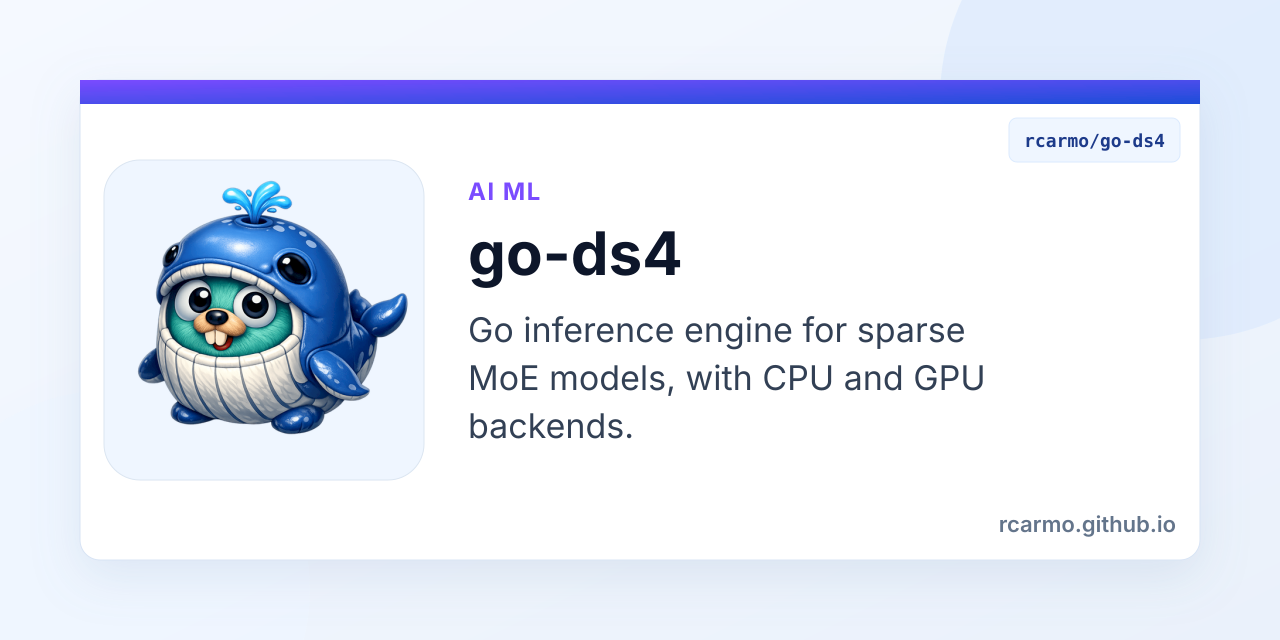 rcarmo/go-ds4
AI ML
go-ds4
Go inference engine for sparse
MoE models, with CPU and GPU
backends.
rcarmo.github.io